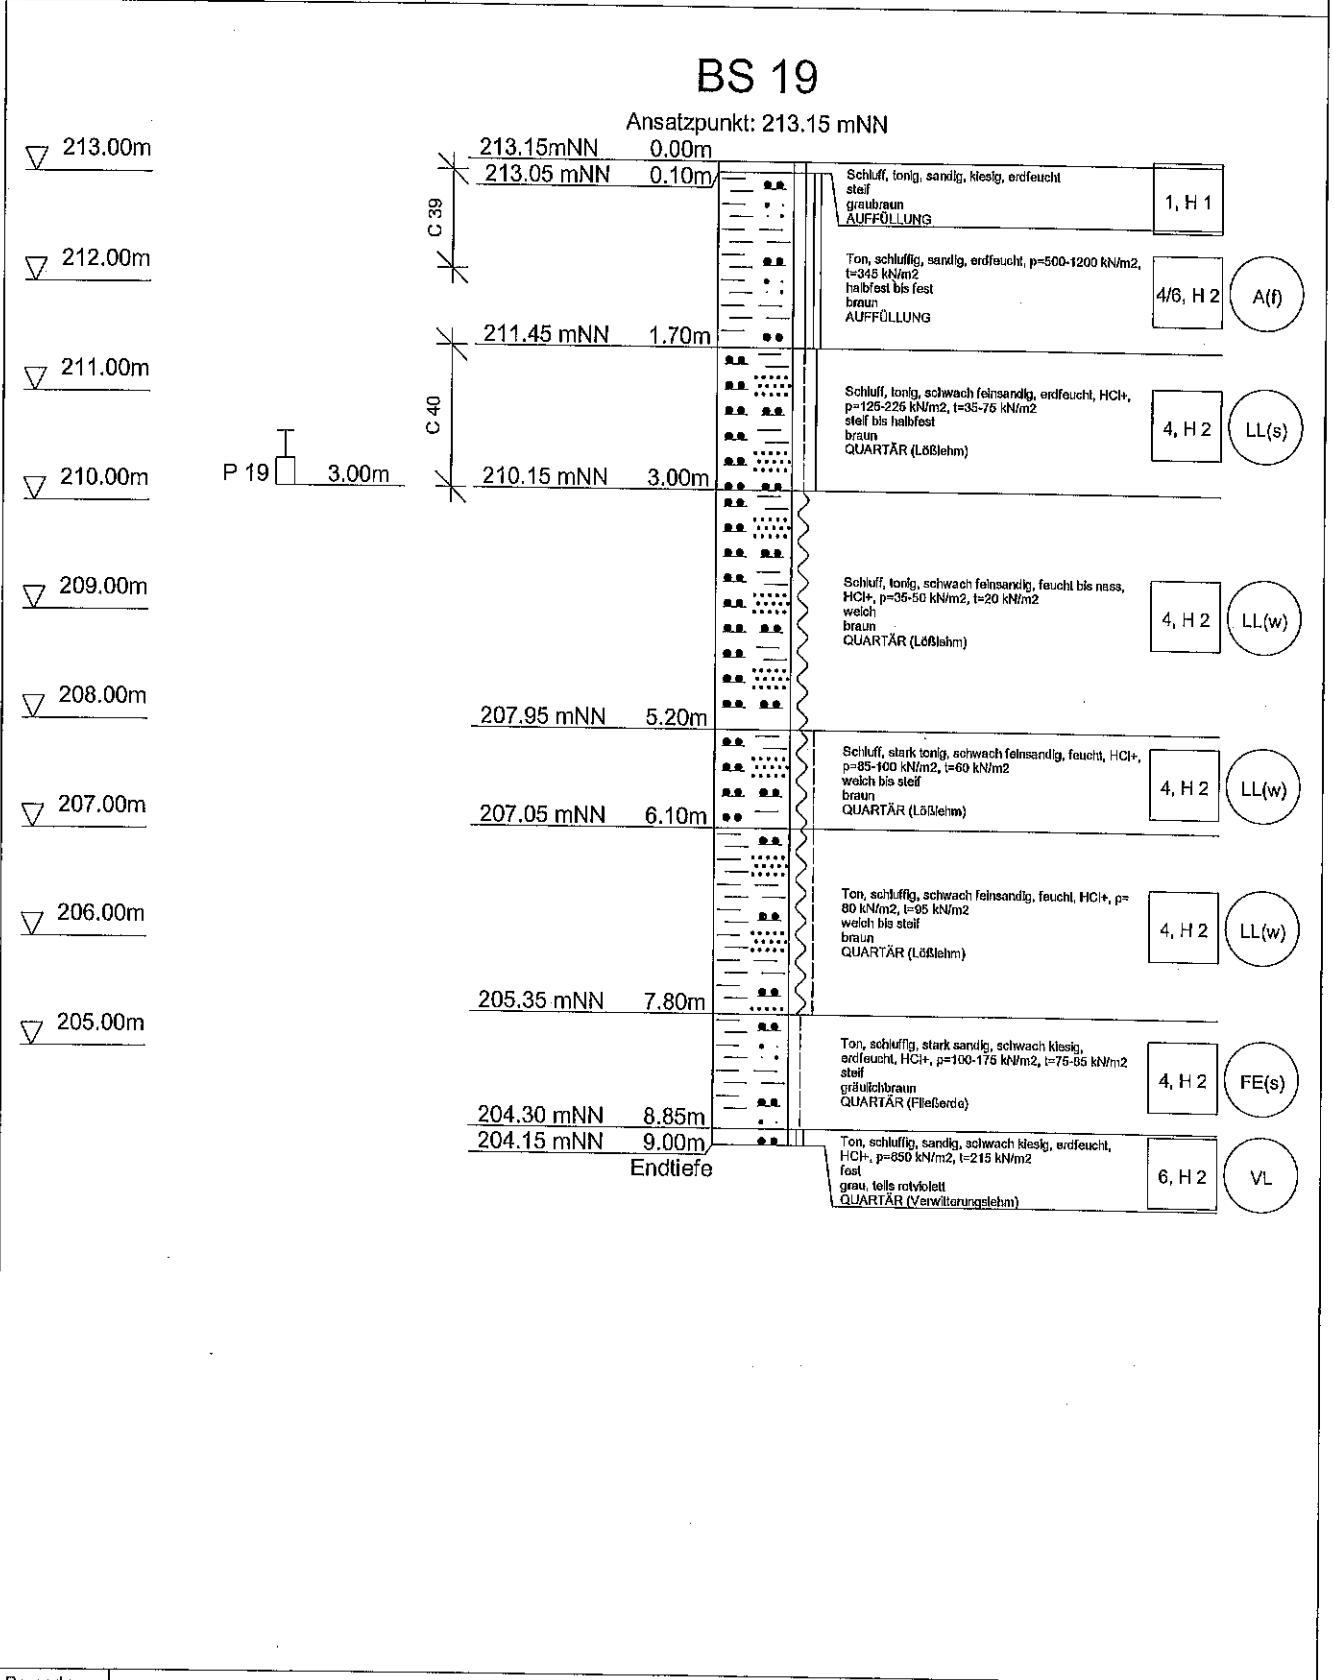 BS 19
Ansatzpunkt: 213.15 mNN
213.00m
212.00m
211.00m
210.00m
209.00m
208.00m
207.00m
206.00m
205.00m
P 19
3.00m
C 39
C 40
213.15mNN 0.00m
213.05 mNN 0.10m
Schluff, tonig, sandig, kiesig, erdfeucht
steif
graubraun
AUFFÜLLUNG
1, H 1
Ton, schluffig, sandig, erdfeucht, p=500-1200 kN/m2,
t=345 kN/m2
halbfest bis fest
braun
AUFFÜLLUNG
4/6, H 2
A(f)
211.45 mNN 1.70m
Schluff, tonig, schwach feinsandig, erdfeucht, HCl+,
p=125-225 kN/m2, t=35-75 kN/m2
steif bis halbfest
braun
QUARTÄR (Lößlehm)
4, H 2
LL(s)
210.15 mNN 3.00m
Schluff, tonig, schwach feinsandig, feucht bis nass,
HCl+, p=35-50 kN/m2, t=20 kN/m2
weich
braun
QUARTÄR (Lößlehm)
4, H 2
LL(w)
207.95 mNN 5.20m
Schluff, stark tonig, schwach feinsandig, feucht, HCl+,
p=85-100 kN/m2, t=60 kN/m2
weich bis steif
braun
QUARTÄR (Lößlehm)
4, H 2
LL(w)
207.05 mNN 6.10m
Ton, schluffig, schwach feinsandig, feucht, HCl+, p=
80 kN/m2, t=95 kN/m2
weich bis steif
braun
QUARTÄR (Lößlehm)
4, H 2
LL(w)
205.35 mNN 7.80m
Ton, schluffig, stark sandig, schwach kiesig,
erdfeucht, HCl+, p=100-175 kN/m2, t=75-85 kN/m2
steif
gräulichbraun
QUARTÄR (Fließerde)
4, H 2
FE(s)
204.30 mNN 8.85m
204.15 mNN 9.00m
Endtiefe
Ton, schluffig, sandig, schwach kiesig, erdfeucht,
HCl+, p=850 kN/m2, t=215 kN/m2
fest
grau, teils rotviolett
QUARTÄR (Verwitterungslehm)
6, H 2
VL